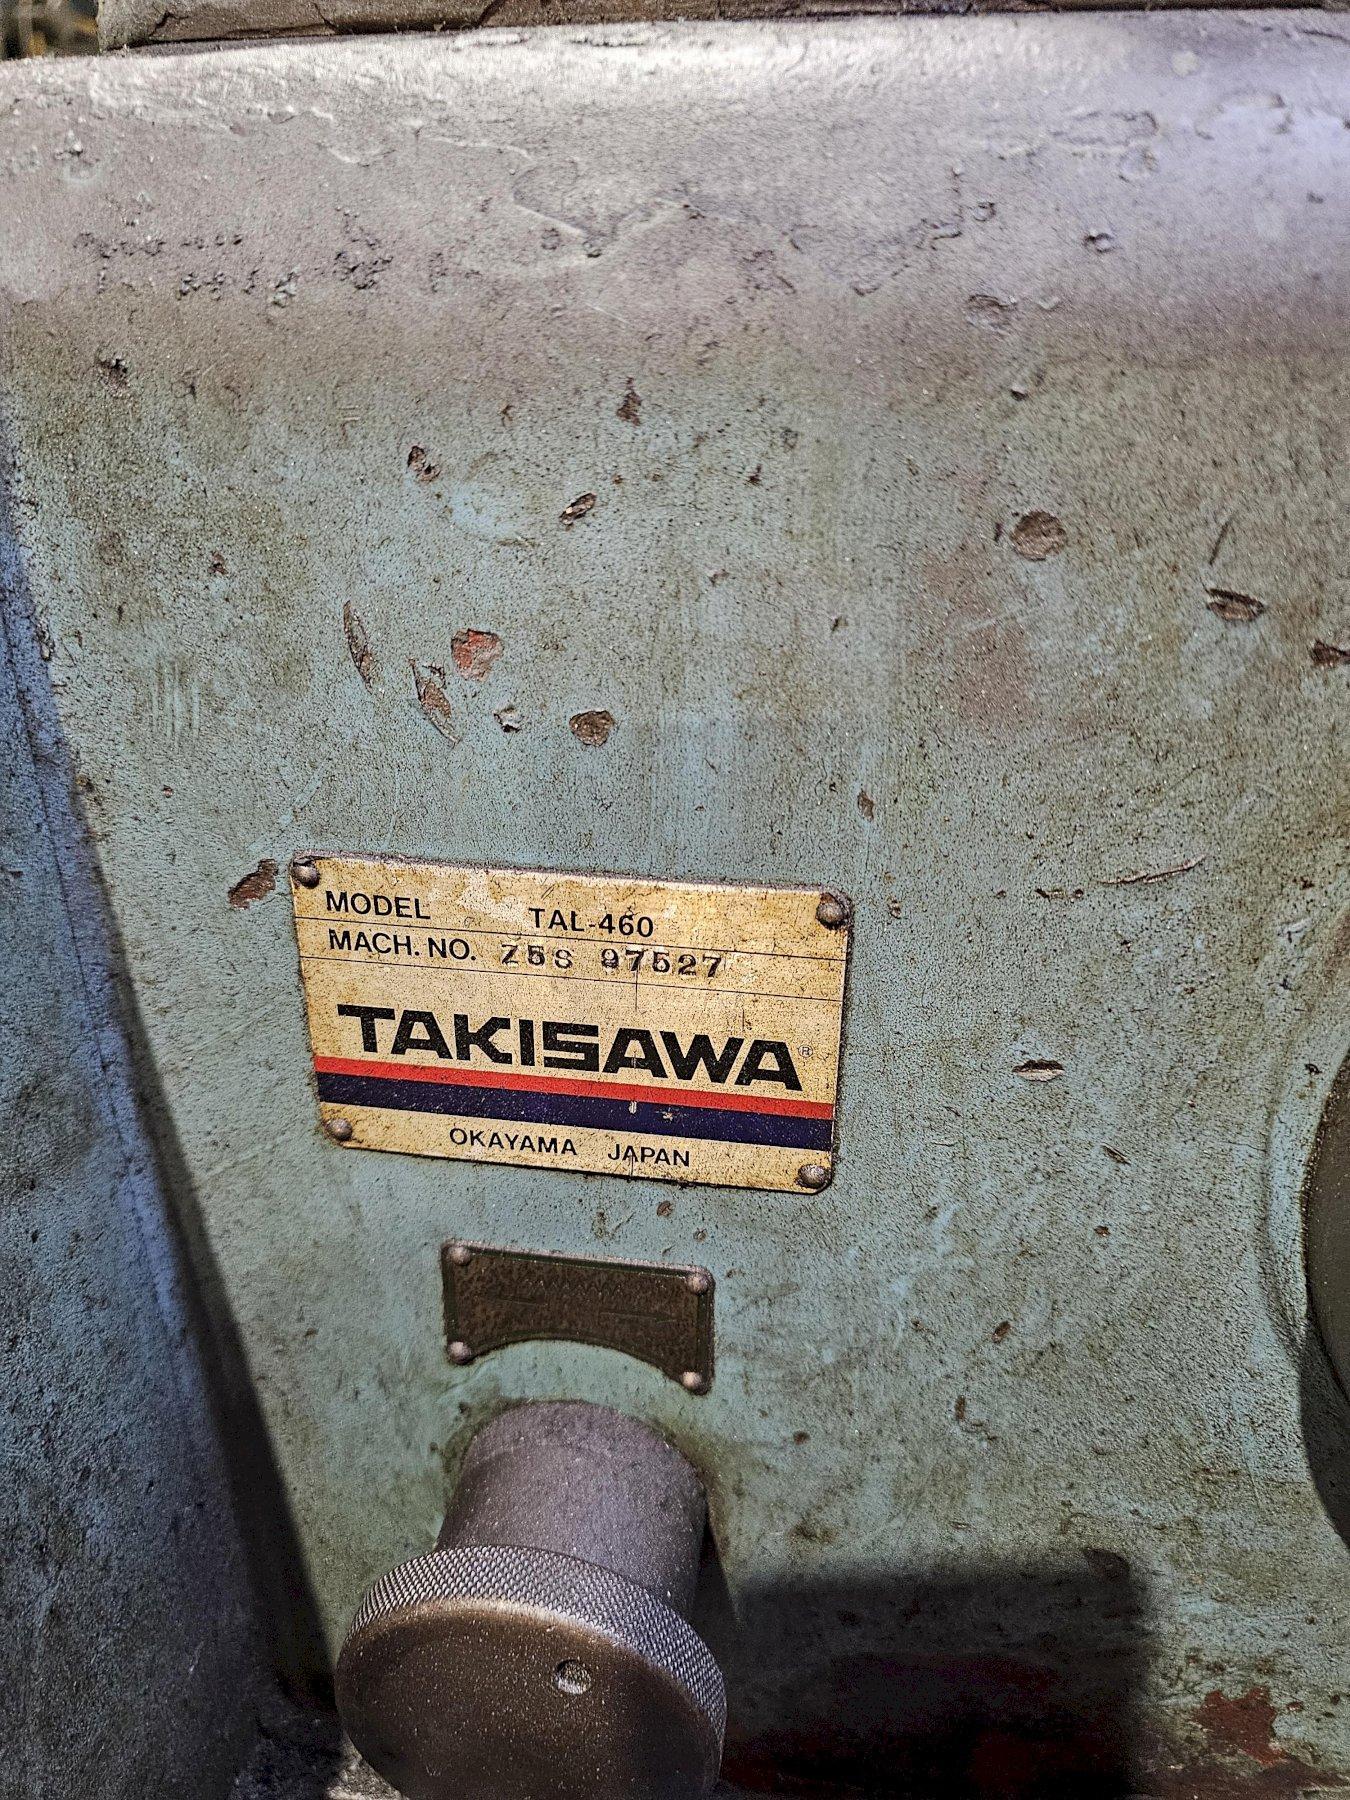 MODEL TAL-460
MACH. NO. Z5S 97527
TAKISAWA®
OKAYAMA JAPAN